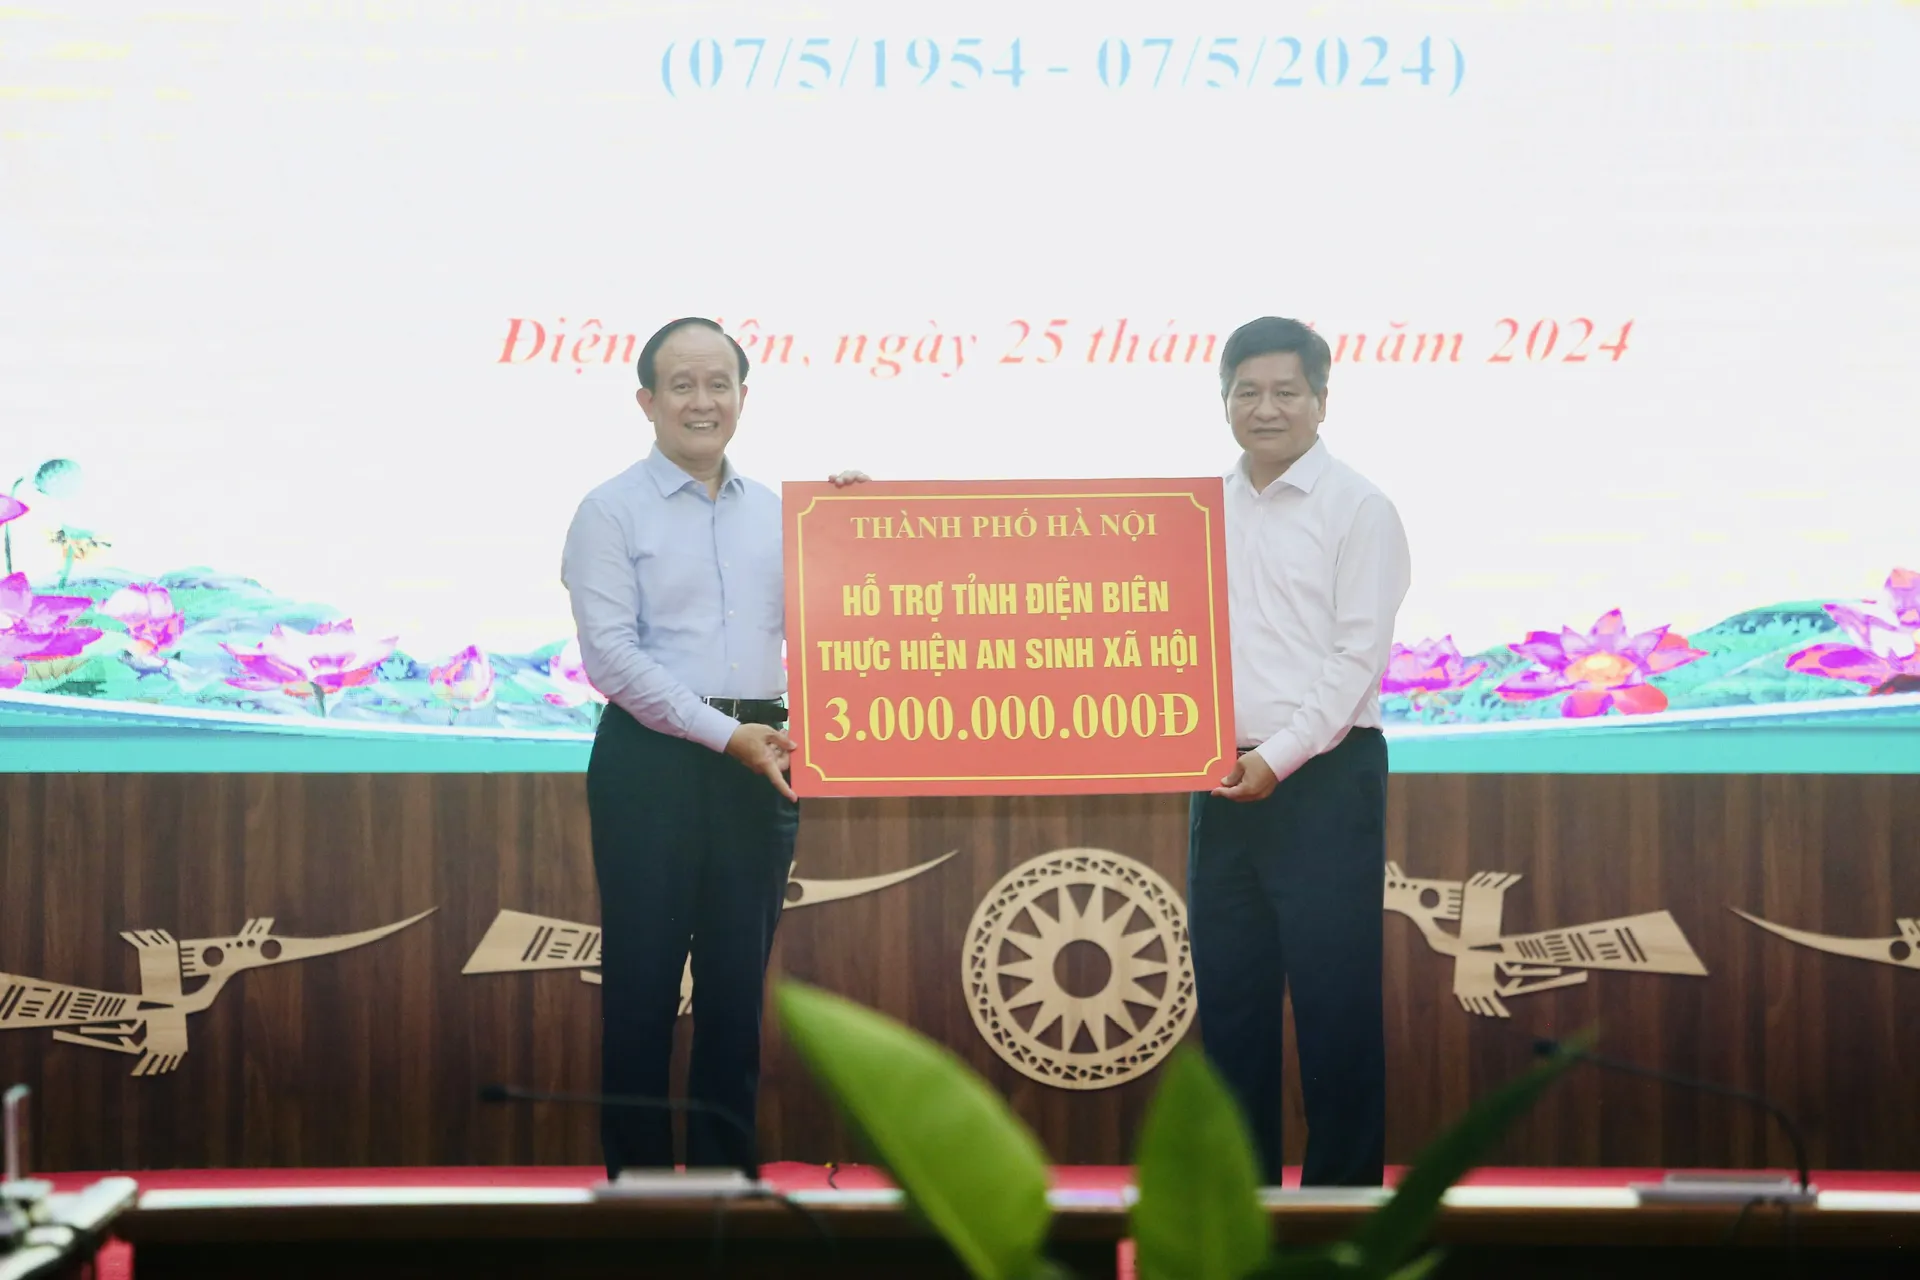 (07/5/1954 - 07/5/2024)
Điện ngày 25 năm 2024
THÀNH PHỐ HÀ NỘI
HỖ TRỢ TỈNH ĐIỆN BIÊN
THỰC HIỆN AN SINH XÃ HỘI
3.000.000.000Đ